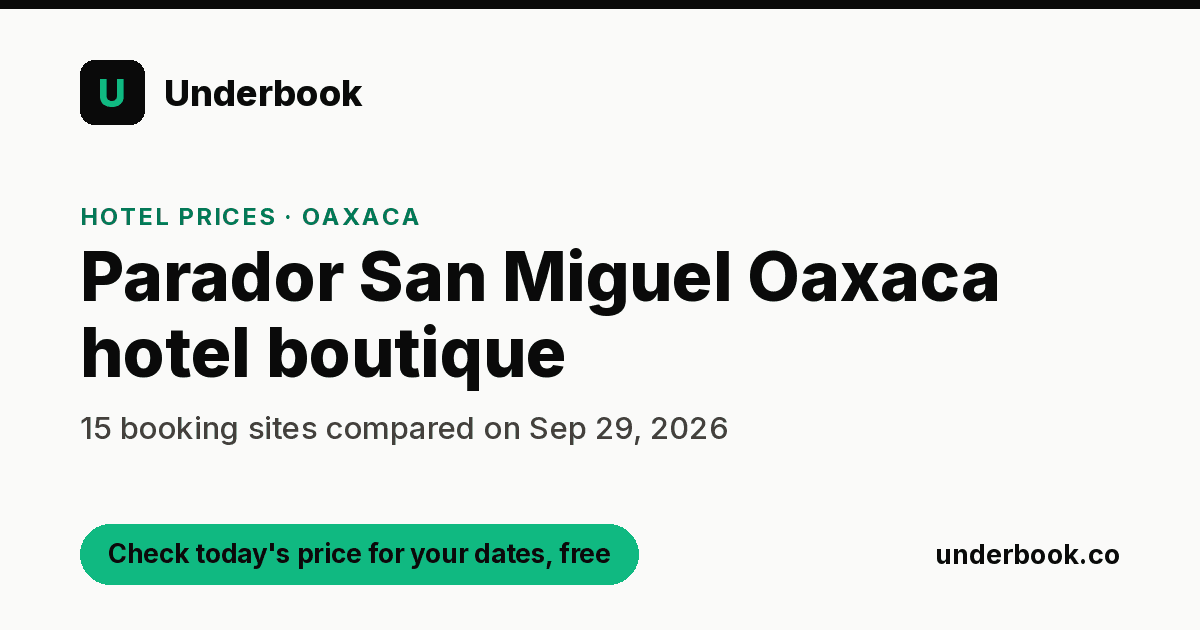 U Underbook
HOTEL PRICES · OAXACA
Parador San Miguel Oaxaca
hotel boutique
15 booking sites compared on Sep 29, 2026
Check today's price for your dates, free
underbook.co